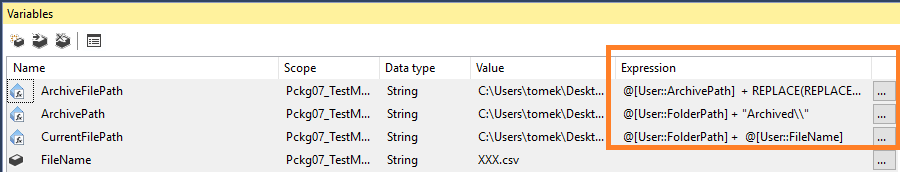 Variables
Name Scope Data type Value Expression
ArchiveFilePath Pckg07_TestM... String C:\Users\tomek\Deskt... @[User::ArchivePath] + REPLACE(REPLACE... ...
ArchivePath Pckg07_TestM... String C:\Users\tomek\Deskt... @[User::FolderPath] + "Archived\\" ...
CurrentFilePath Pckg07_TestM... String C:\Users\tomek\Deskt... @[User::FolderPath] + @[User::FileName] ...
FileName Pckg07_TestM... String XXX.csv ...